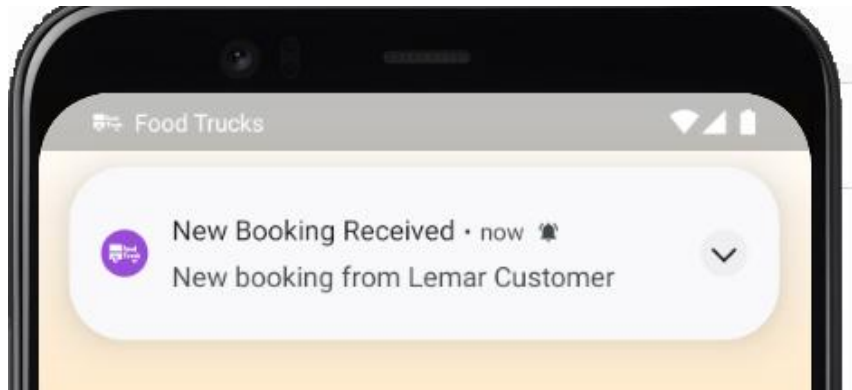 Food Trucks
New Booking Received • now
New booking from Lemar Customer